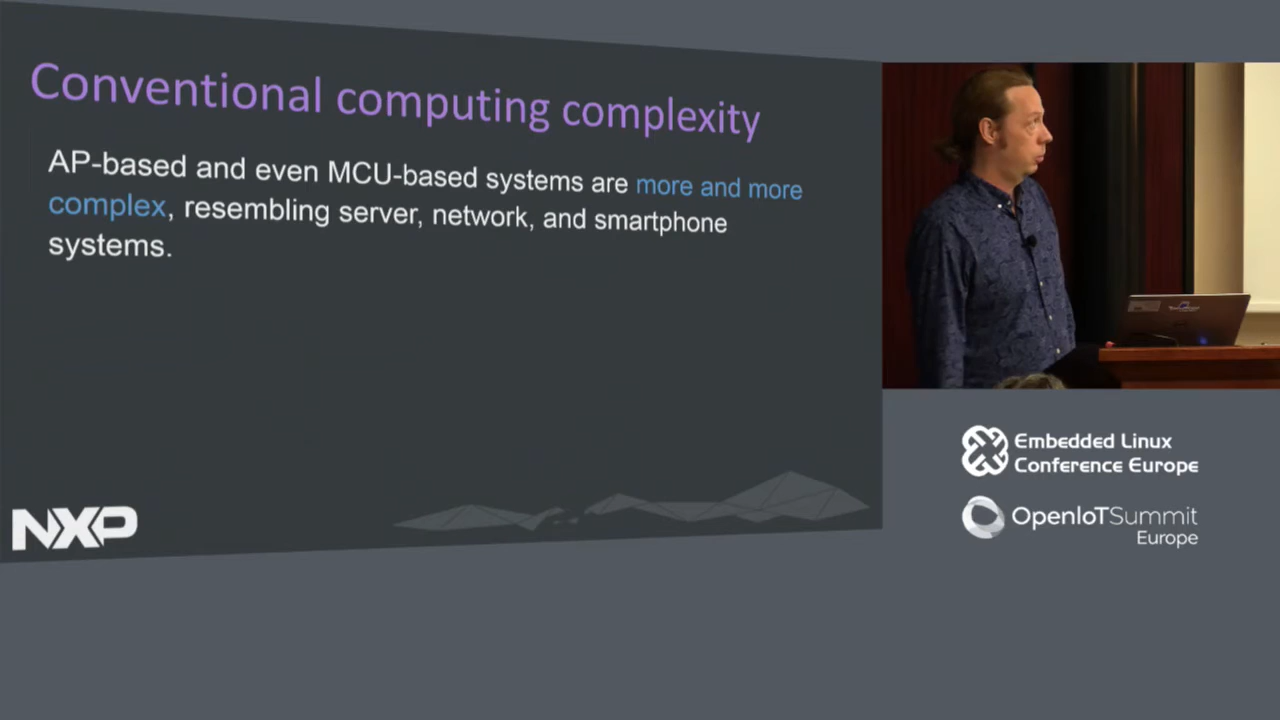 Conventional computing complexity
AP-based and even MCU-based systems are more and more
complex, resembling server, network, and smartphone
systems.
NXP
Embedded Linux
Conference Europe
OpenIoTSummit
Europe